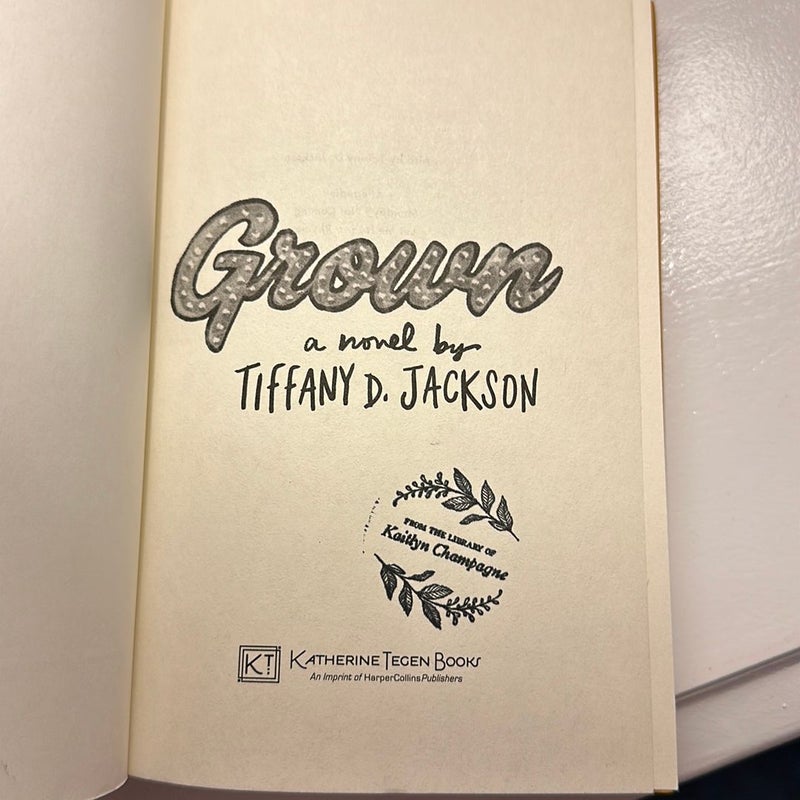 Grown
a novel by
TIFFANY D. JACKSON
FROM THE LIBRARY OF
Kaitlyn Champagne
KT
KATHERINE TEGEN BOOKS
An Imprint of HarperCollinsPublishers